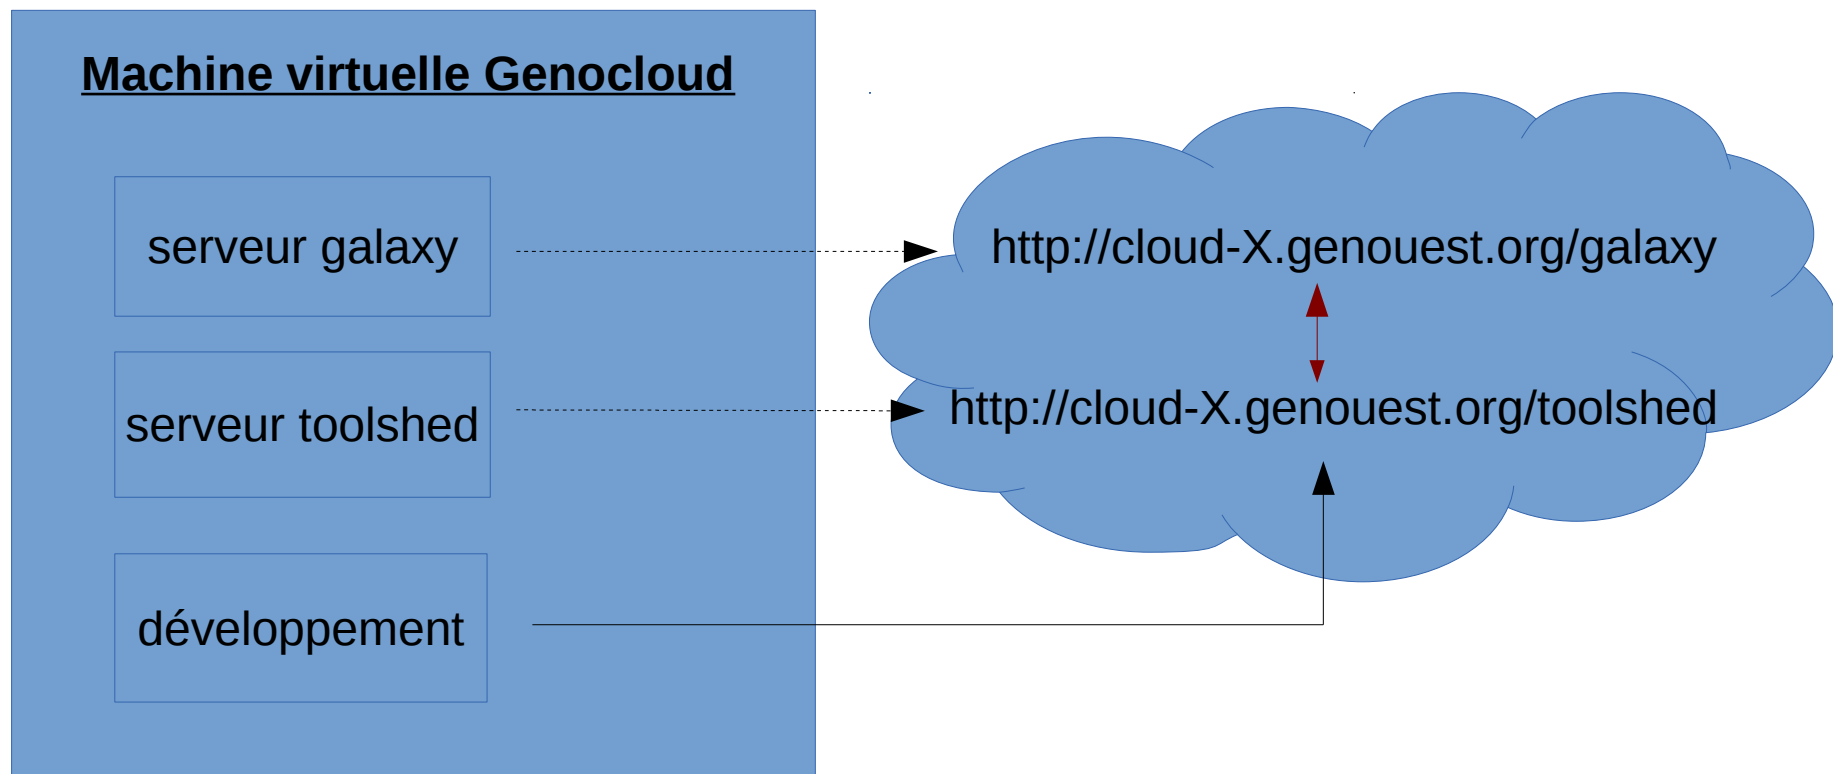 Machine virtuelle Genocloud
serveur galaxy
http://cloud-X.genouest.org/galaxy
serveur toolshed
http://cloud-X.genouest.org/toolshed
développement